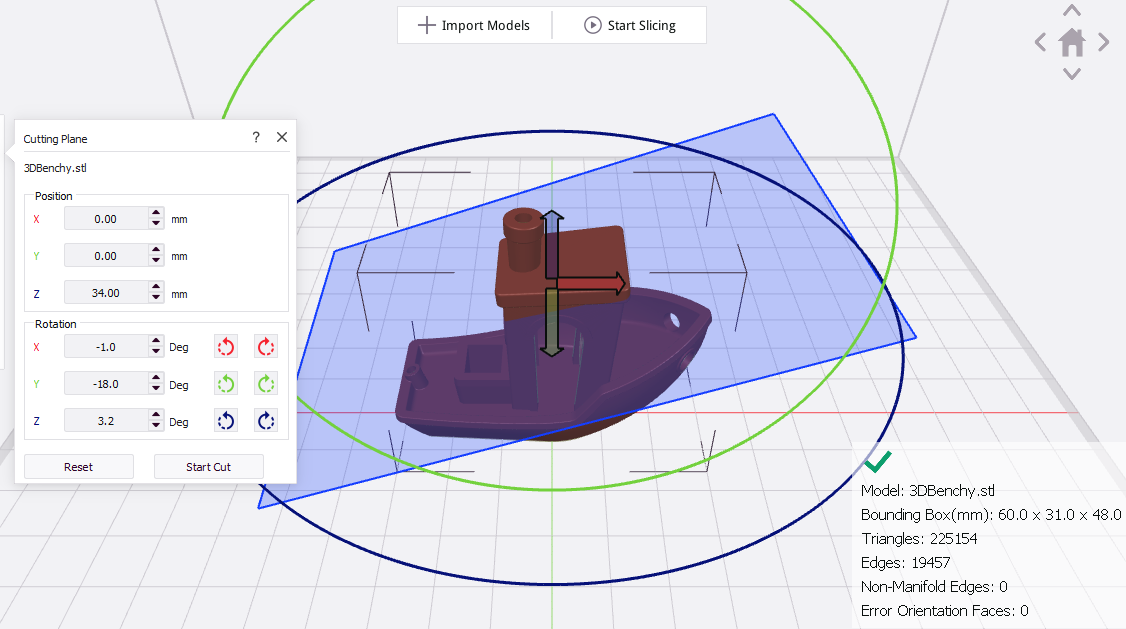 Import Models
Start Slicing
Cutting Plane
?
3DBenchy.stl
Position
X 0.00 mm
Y 0.00 mm
Z 34.00 mm
Rotation
X -1.0 Deg
Y -18.0 Deg
Z 3.2 Deg
Reset
Start Cut
Model: 3DBenchy.stl
Bounding Box(mm): 60.0 x 31.0 x 48.0
Triangles: 225154
Edges: 19457
Non-Manifold Edges: 0
Error Orientation Faces: 0